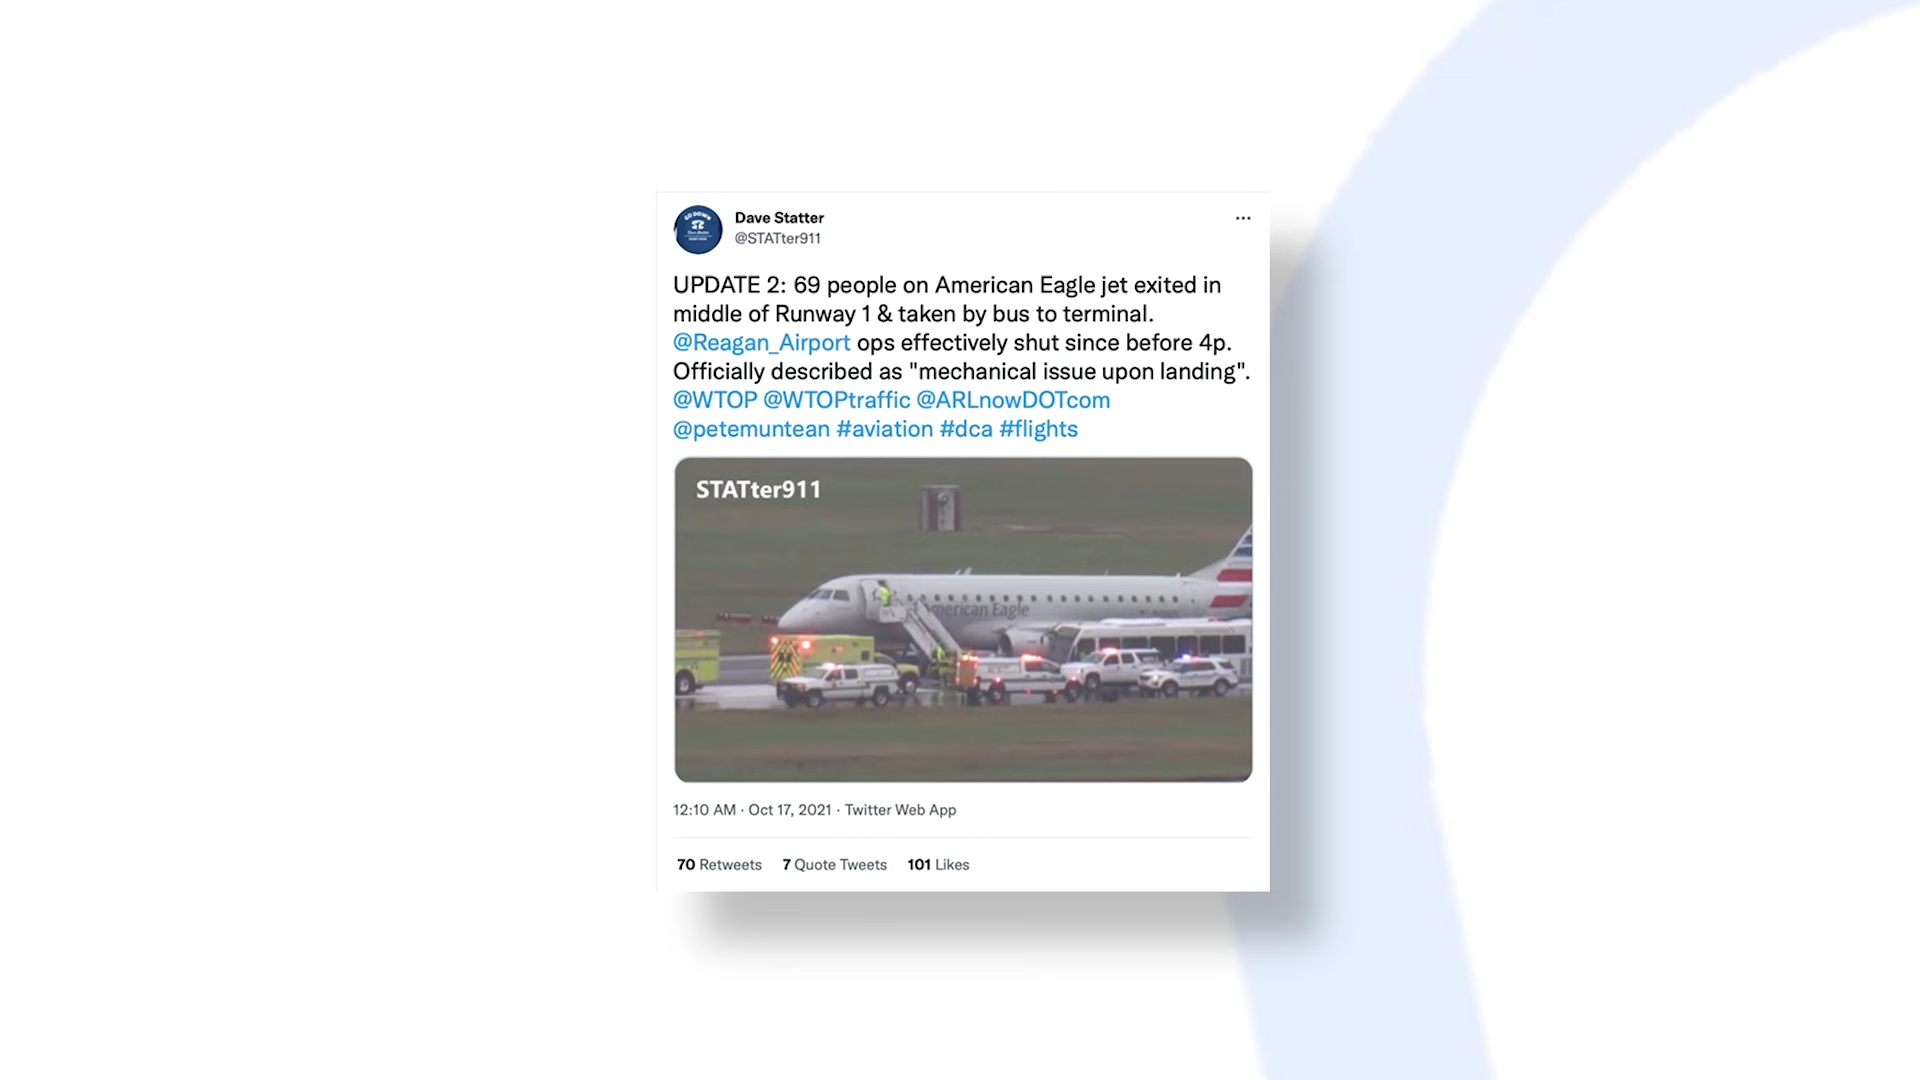 Dave Statter
@STATter911
UPDATE 2: 69 people on American Eagle jet exited in
middle of Runway 1 & taken by bus to terminal.
@Reagan_Airport ops effectively shut since before 4p.
Officially described as "mechanical issue upon landing".
@WTOP @WTOPtraffic @ARLnowDOTcom
@petemuntean #aviation #dca #flights
STATter911
American Eagle
12:10 AM · Oct 17, 2021 · Twitter Web App
70 Retweets 7 Quote Tweets 101 Likes